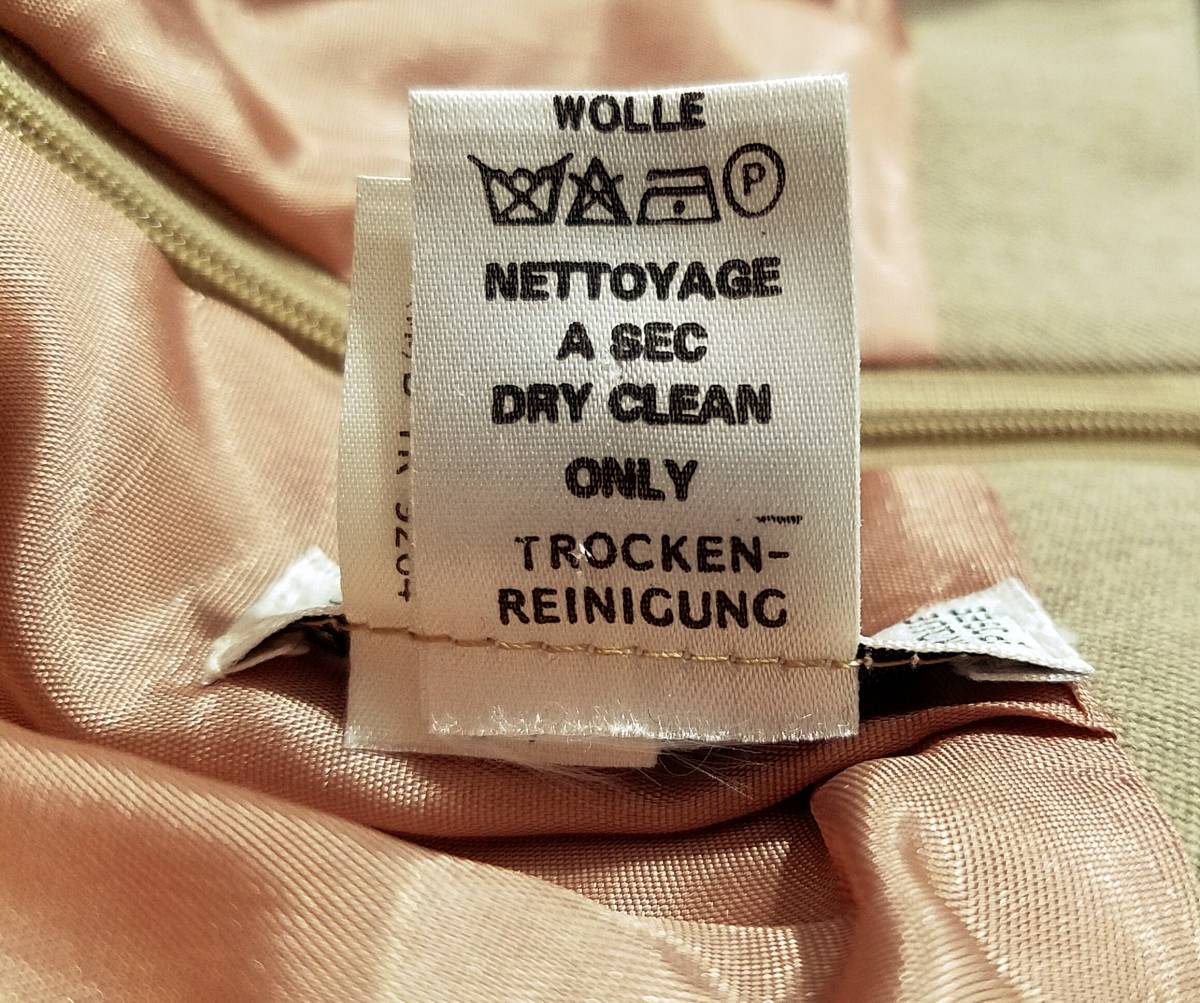 WOLLE
P
NETTOYAGE
A SEC
DRY CLEAN
ONLY
TROCKEN-
REINIGUNG